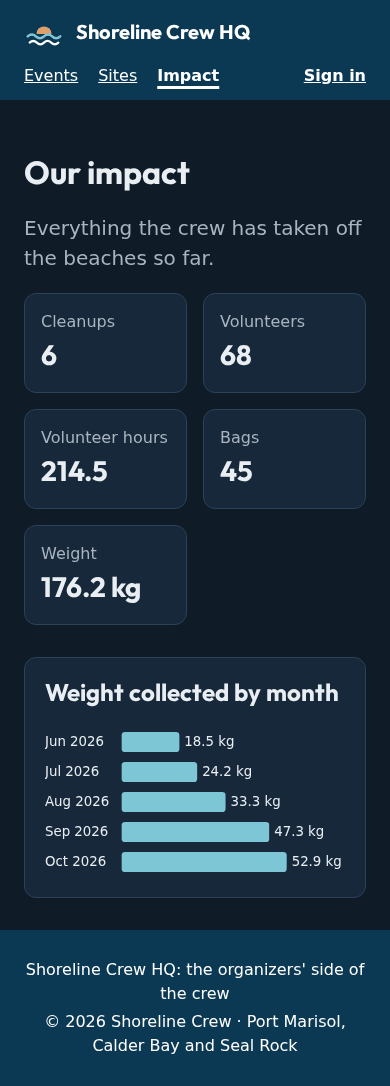 Shoreline Crew HQ
Events Sites Impact Sign in
Our impact
Everything the crew has taken off
the beaches so far.
Cleanups
6
Volunteers
68
Volunteer hours
214.5
Bags
45
Weight
176.2 kg
Weight collected by month
Jun 2026 18.5 kg
Jul 2026 24.2 kg
Aug 2026 33.3 kg
Sep 2026 47.3 kg
Oct 2026 52.9 kg
Shoreline Crew HQ: the organizers' side of
the crew
© 2026 Shoreline Crew · Port Marisol,
Calder Bay and Seal Rock